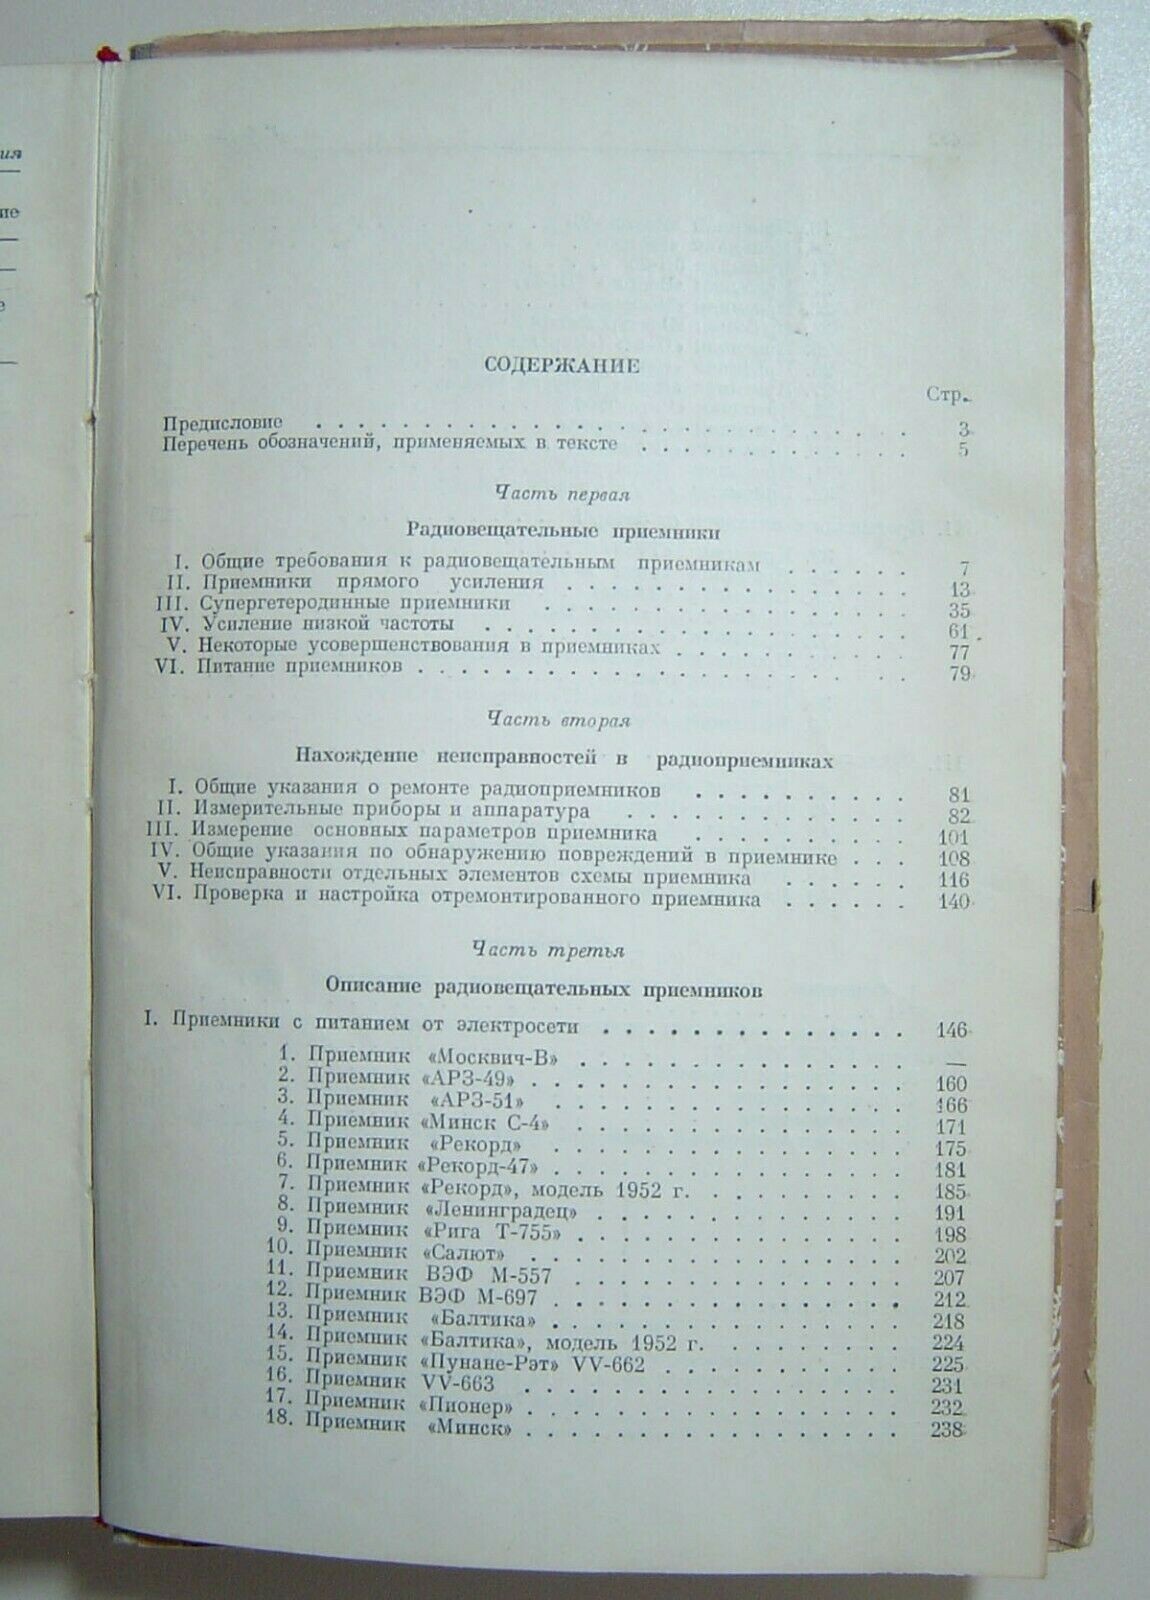 ия
ие
е
СОДЕРЖАНИЕ
Стр.
Предисловие . . . . . . . . . . . . . . . . . . . . 3
Перечень обозначений, применяемых в тексте . . . . . . . . . . . . 5
Часть первая
Радиовещательные приемники
I. Общие требования к радиовещательным приемникам . . . . . . 7
II. Приемники прямого усиления . . . . . . . . . . . . . . . 13
III. Супергетеродинные приемники . . . . . . . . . . . . . . . . 35
IV. Усиление низкой частоты . . . . . . . . . . . . . . . . . . 61
V. Некоторые усовершенствования в приемниках . . . . . . . . . . 77
VI. Питание приемников . . . . . . . . . . . . . . . . . . . . 79
Часть вторая
Нахождение неисправностей в радиоприемниках
I. Общие указания о ремонте радиоприемников . . . . . . . . . . 81
II. Измерительные приборы и аппаратура . . . . . . . . . . . . . 82
III. Измерение основных параметров приемника . . . . . . . . . . 101
IV. Общие указания по обнаружению повреждений в приемнике . . . 108
V. Неисправности отдельных элементов схемы приемника . . . . . . 116
VI. Проверка и настройка отремонтированного приемника . . . . . . 140
Часть третья
Описание радиовещательных приемников
I. Приемники с питанием от электросети . . . . . . . . . . . . . 146
1. Приемник «Москвич-В» . . . . . . . . . . . . . . —
2. Приемник «АРЗ-49» . . . . . . . . . . . . . . . . . 160
3. Приемник «АРЗ-51» . . . . . . . . . . . . . . . . 166
4. Приемник «Минск С-4» . . . . . . . . . . . . . . . 171
5. Приемник «Рекорд» . . . . . . . . . . . . . . . . 175
6. Приемник «Рекорд-47» . . . . . . . . . . . . . . . . 181
7. Приемник «Рекорд», модель 1952 г. . . . . . . . . . 185
8. Приемник «Ленинградец» . . . . . . . . . . . . . . 191
9. Приемник «Рига Т-755» . . . . . . . . . . . . . . . 198
10. Приемник «Салют» . . . . . . . . . . . . . . . . . 202
11. Приемник ВЭФ М-557 . . . . . . . . . . . . . . . 207
12. Приемник ВЭФ М-697 . . . . . . . . . . . . . . . . 212
13. Приемник «Балтика» . . . . . . . . . . . . . . . . 218
14. Приемник «Балтика», модель 1952 г. . . . . . . . . 224
15. Приемник «Пунане-Рэт» VV-662 . . . . . . . . . . . 225
16. Приемник VV-663 . . . . . . . . . . . . . . . . . 231
17. Приемник «Пионер» . . . . . . . . . . . . . . . . . 232
18. Приемник «Минск» . . . . . . . . . . . . . . . . . 238